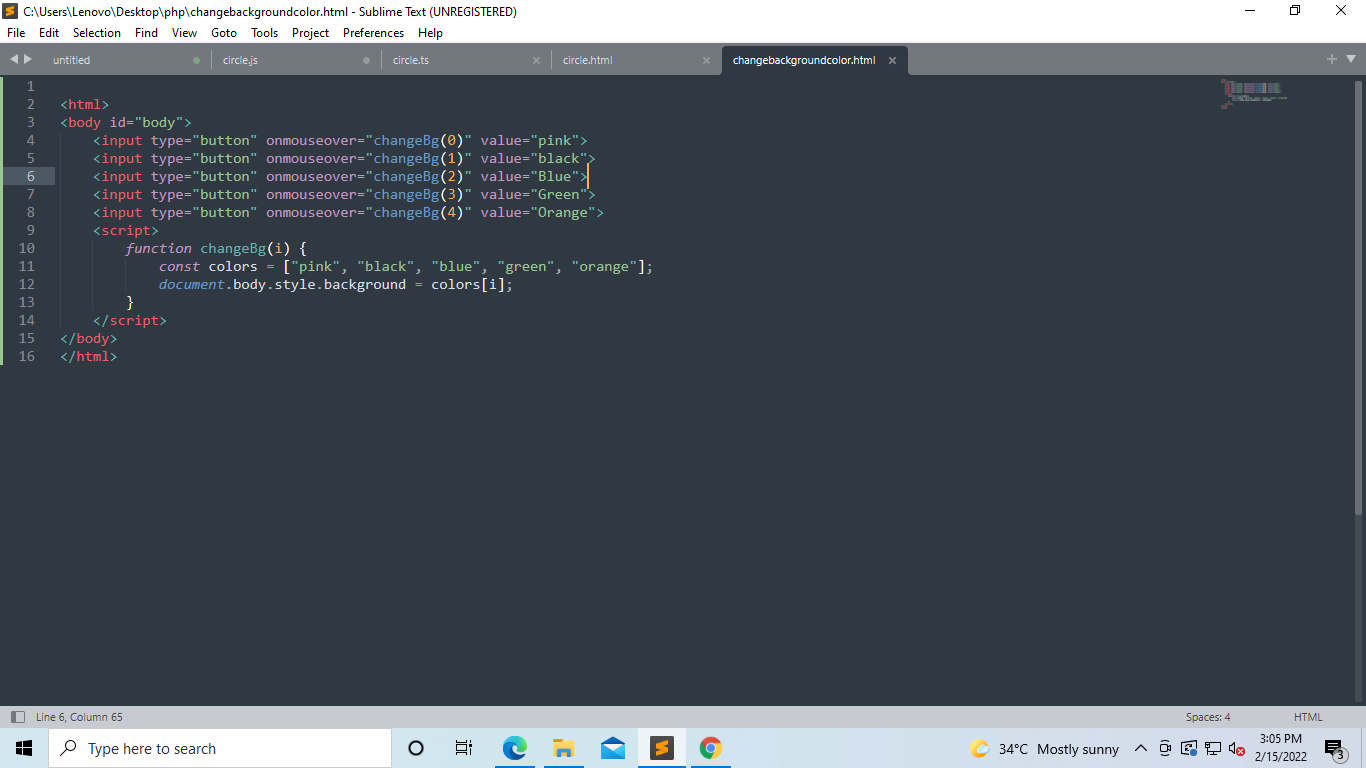 C:\Users\Lenovo\Desktop\php\changebackgroundcolor.html - Sublime Text (UNREGISTERED)
File Edit Selection Find View Goto Tools Project Preferences Help
untitled circle.js circle.ts circle.html changebackgroundcolor.html
1
2 <html>
3 <body id="body">
4 <input type="button" onmouseover="changeBg(0)" value="pink">
5 <input type="button" onmouseover="changeBg(1)" value="black">
6 <input type="button" onmouseover="changeBg(2)" value="Blue">
7 <input type="button" onmouseover="changeBg(3)" value="Green">
8 <input type="button" onmouseover="changeBg(4)" value="Orange">
9 <script>
10 function changeBg(i) {
11 const colors = ["pink", "black", "blue", "green", "orange"];
12 document.body.style.background = colors[i];
13 }
14 </script>
15 </body>
16 </html>
Line 6, Column 65 Spaces: 4 HTML
Type here to search 34°C Mostly sunny 3:05 PM
2/15/2022 3